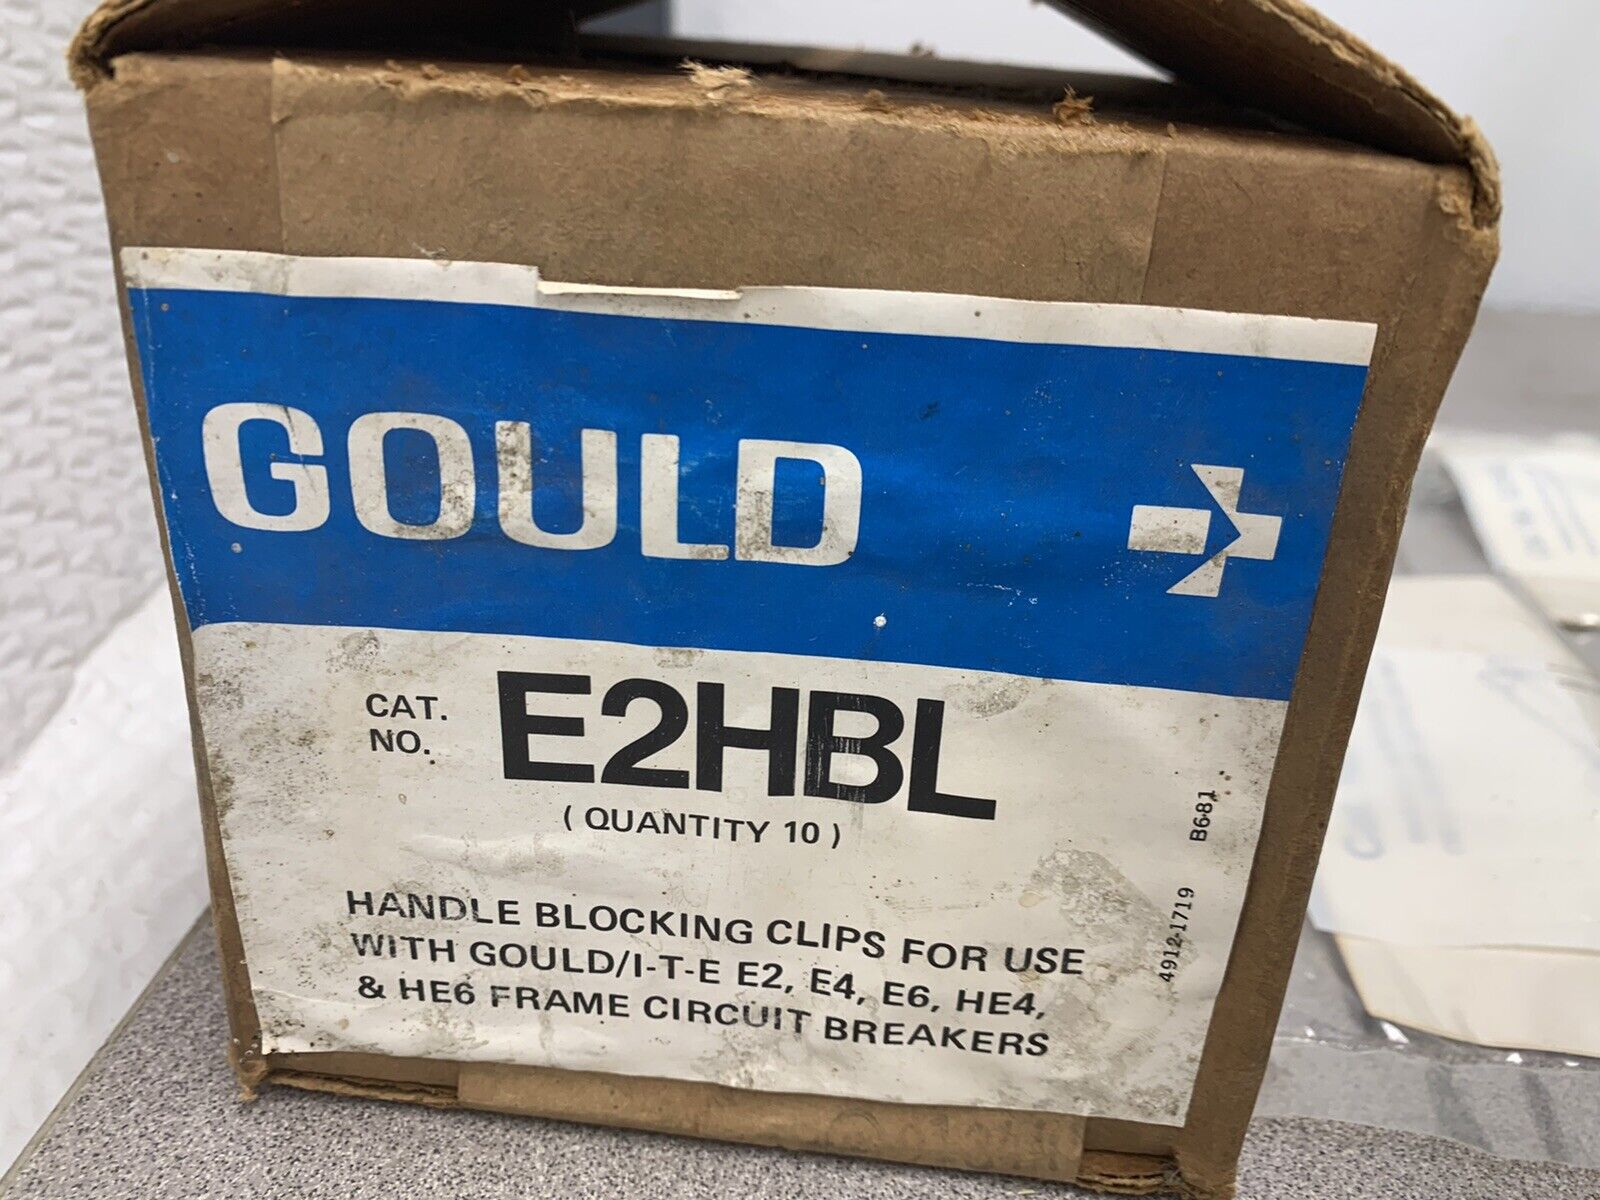 GOULD
CAT.
NO.
E2HBL
( QUANTITY 10 )
HANDLE BLOCKING CLIPS FOR USE
WITH GOULD/I-T-E E2, E4, E6, HE4,
& HE6 FRAME CIRCUIT BREAKERS
4912-1719 B6-81